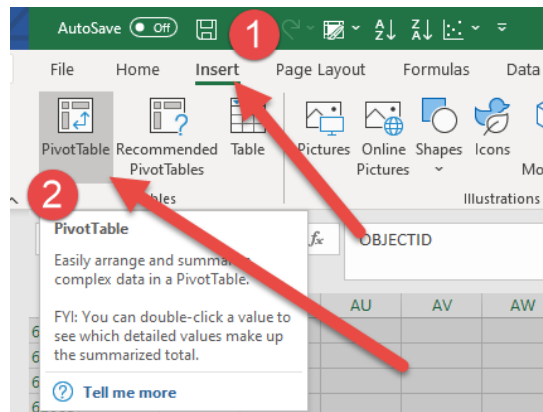 AutoSave Off
1
File Home Insert Page Layout Formulas Data
PivotTable Recommended Table Pictures Online Shapes Icons
PivotTables Pictures
Illustrations
2
PivotTable
fx OBJECTID
Easily arrange and
complex data in a PivotTable.
AU AV AW
FYI: You can double-click a value to
see which detailed values make up
the summarized total.
Tell me more